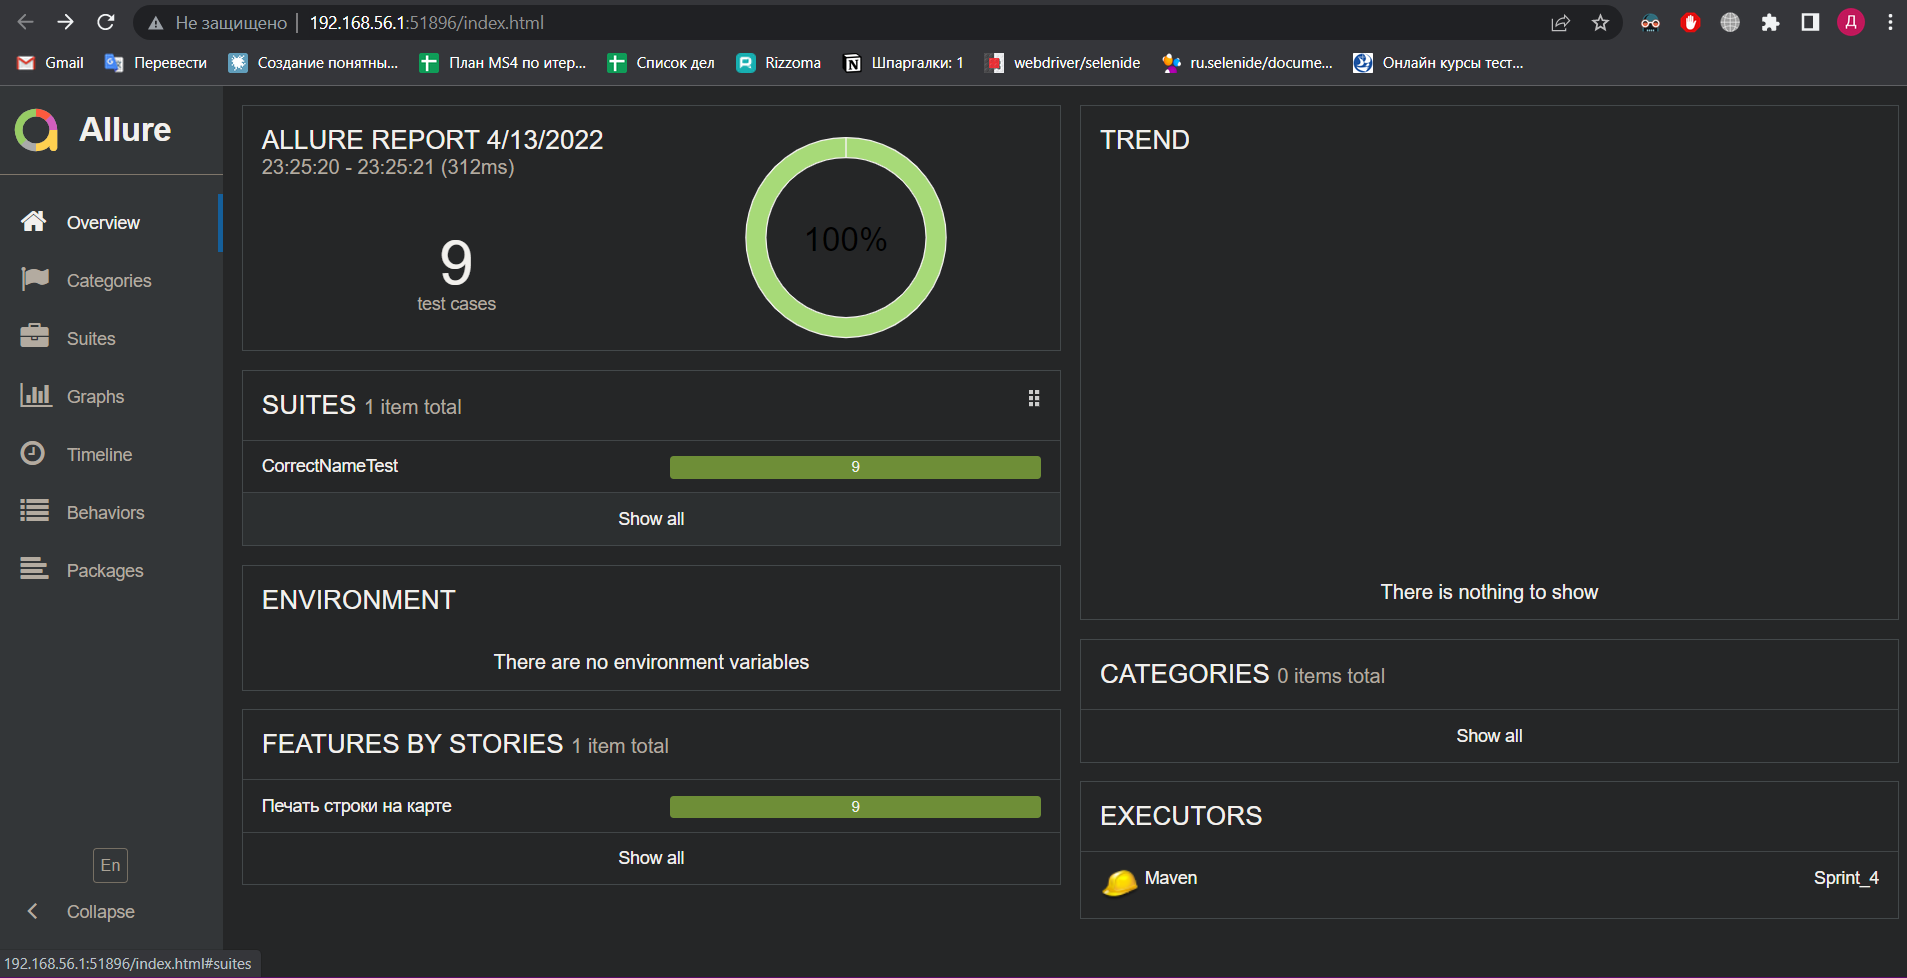 Не защищено | 192.168.56.1:51896/index.html
Д
Gmail
Перевести
Создание понятны...
План MS4 по итер...
Список дел
Rizzoma
Шпаргалки: 1
webdriver/selenide
ru.selenide/docume...
Онлайн курсы тест...
Allure
Overview
Categories
Suites
Graphs
Timeline
Behaviors
Packages
En
Collapse
192.168.56.1:51896/index.html#suites
ALLURE REPORT 4/13/2022
23:25:20 - 23:25:21 (312ms)
9
test cases
100%
SUITES 1 item total
CorrectNameTest 9
Show all
ENVIRONMENT
There are no environment variables
FEATURES BY STORIES 1 item total
Печать строки на карте 9
Show all
TREND
There is nothing to show
CATEGORIES 0 items total
Show all
EXECUTORS
Maven Sprint_4